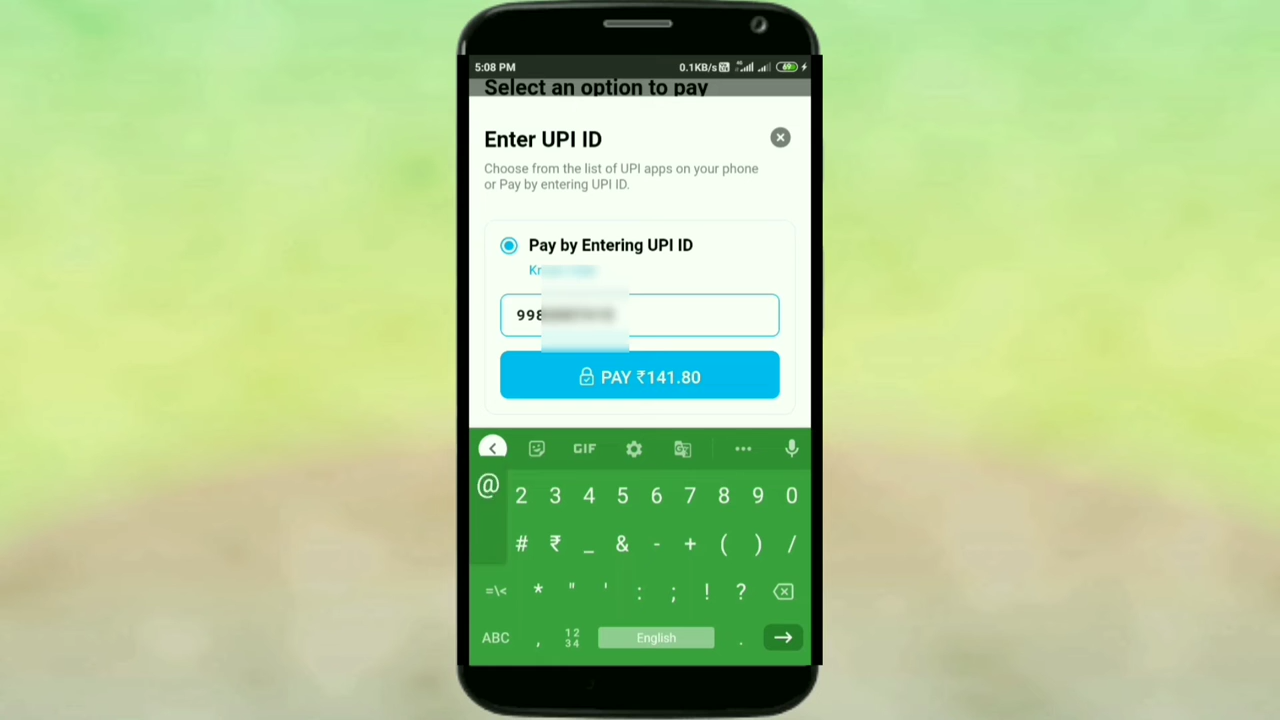 5:08 PM 0.1KB/s 4G 69
Select an option to pay
Enter UPI ID
Choose from the list of UPI apps on your phone
or Pay by entering UPI ID.
Pay by Entering UPI ID
998
PAY ₹141.80
GIF
@ 2 3 4 5 6 7 8 9 0
# ₹ _ & - + ( ) /
=\< * " ' : ; ! ?
ABC , 12 34 English .